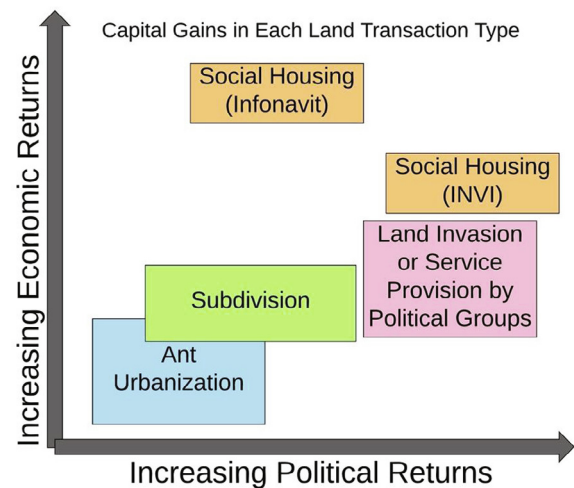 Capital Gains in Each Land Transaction Type
Increasing Economic Returns
Social Housing
(Infonavit)
Social Housing
(INVI)
Land Invasion
or Service
Provision by
Political Groups
Subdivision
Ant
Urbanization
Increasing Political Returns